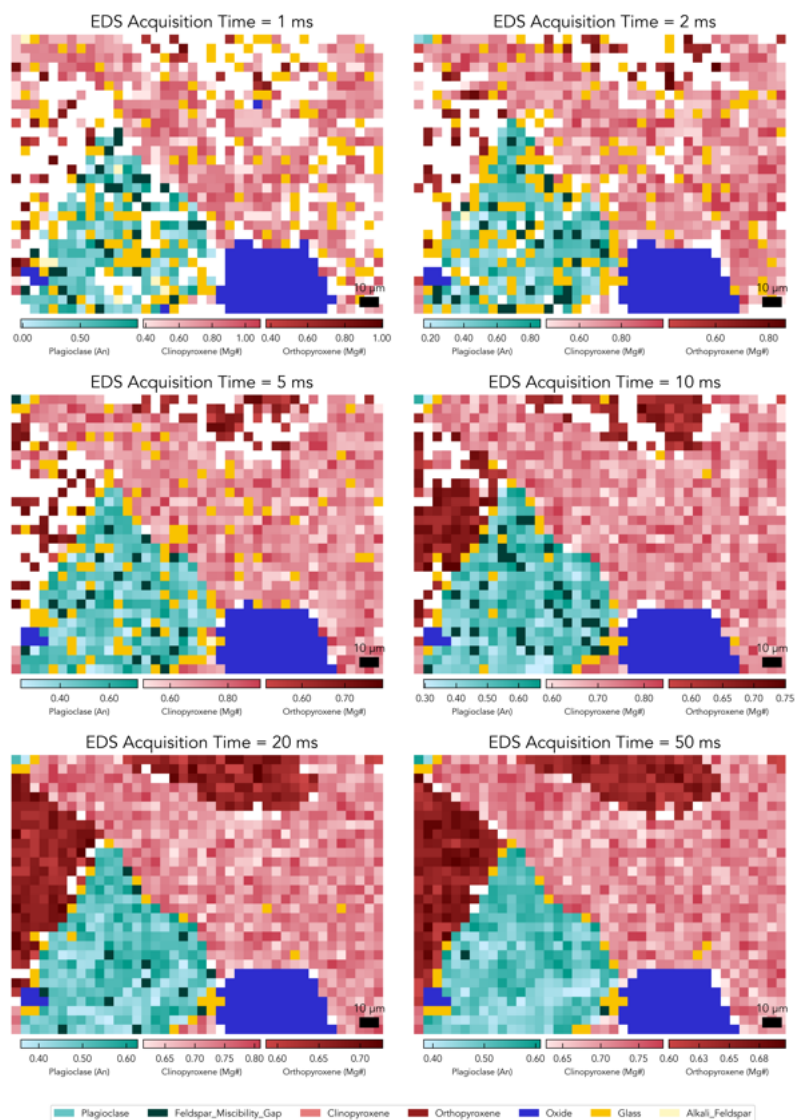 EDS Acquisition Time = 1 ms
EDS Acquisition Time = 2 ms
10 µm
10 µm
0.00 0.50 0.40 0.60 0.80 1.00 0.40 0.60 0.80 1.00
0.20 0.40 0.60 0.80 0.60 0.80 0.60 0.80
Plagioclase (An) Clinopyroxene (Mg#) Orthopyroxene (Mg#)
Plagioclase (An) Clinopyroxene (Mg#) Orthopyroxene (Mg#)
EDS Acquisition Time = 5 ms
EDS Acquisition Time = 10 ms
10 µm
10 µm
0.40 0.60 0.60 0.80 0.60 0.70
0.30 0.40 0.50 0.60 0.60 0.70 0.80 0.60 0.65 0.70 0.75
Plagioclase (An) Clinopyroxene (Mg#) Orthopyroxene (Mg#)
Plagioclase (An) Clinopyroxene (Mg#) Orthopyroxene (Mg#)
EDS Acquisition Time = 20 ms
EDS Acquisition Time = 50 ms
10 µm
10 µm
0.40 0.50 0.60 0.65 0.70 0.75 0.80 0.60 0.65 0.70
0.40 0.50 0.60 0.65 0.70 0.75 0.60 0.63 0.65 0.68
Plagioclase (An) Clinopyroxene (Mg#) Orthopyroxene (Mg#)
Plagioclase (An) Clinopyroxene (Mg#) Orthopyroxene (Mg#)
Plagioclase Feldspar_Miscibility_Gap Clinopyroxene Orthopyroxene Oxide Glass Alkali_Feldspar